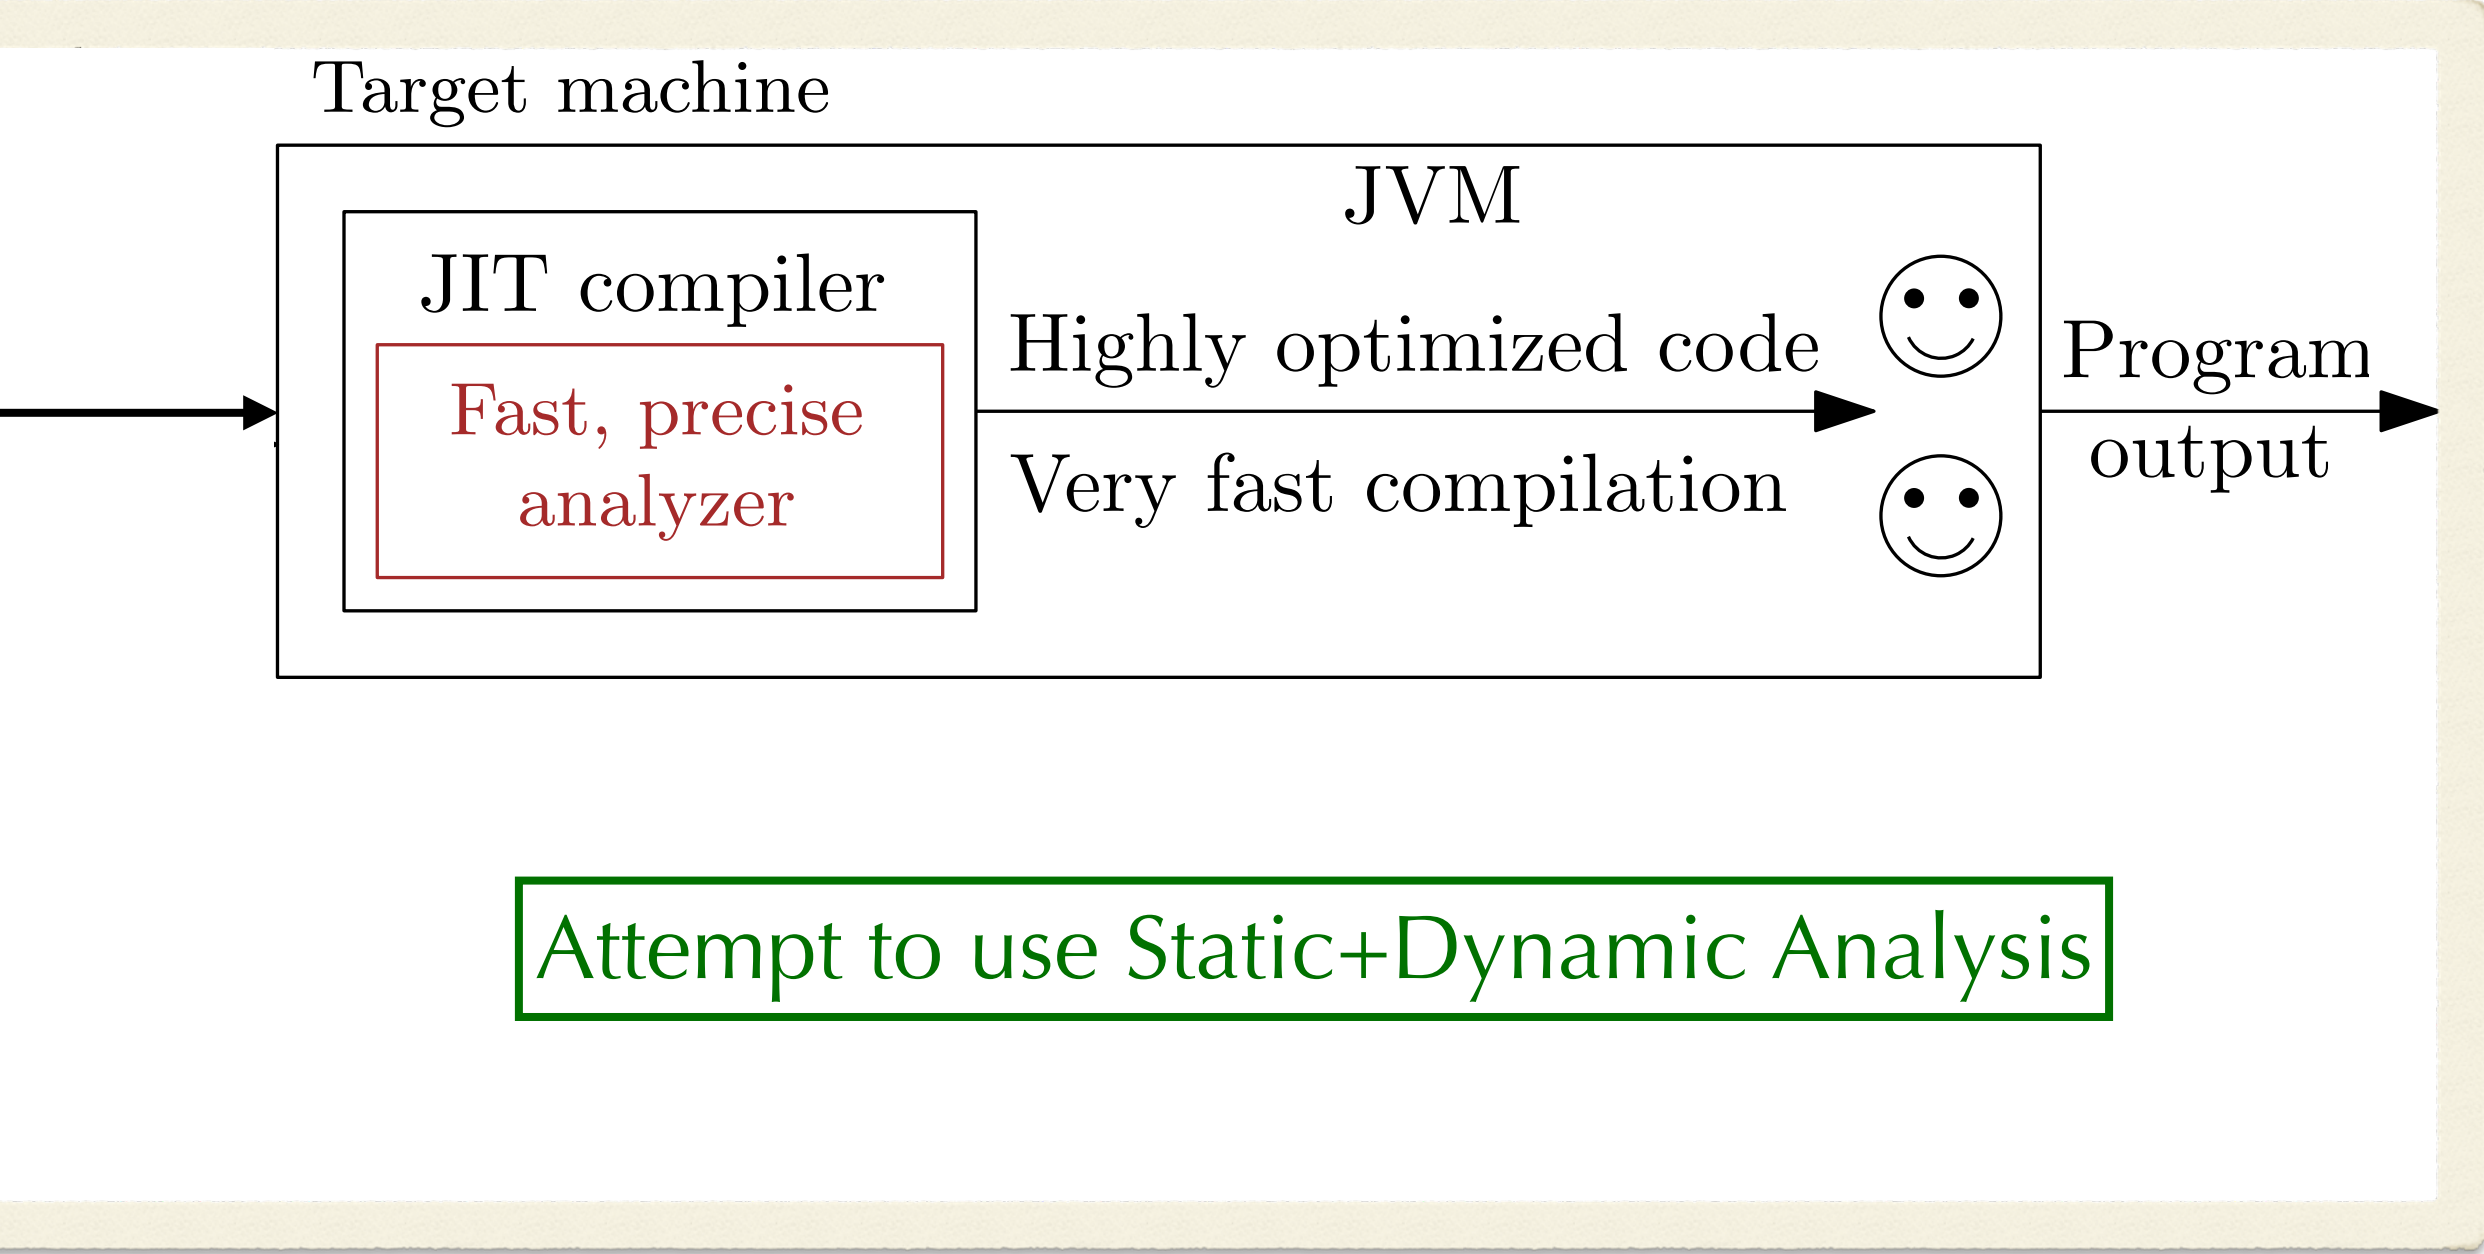 Target machine
JVM
JIT compiler
Fast, precise
analyzer
Highly optimized code
Very fast compilation
Program
output
Attempt to use Static+Dynamic Analysis